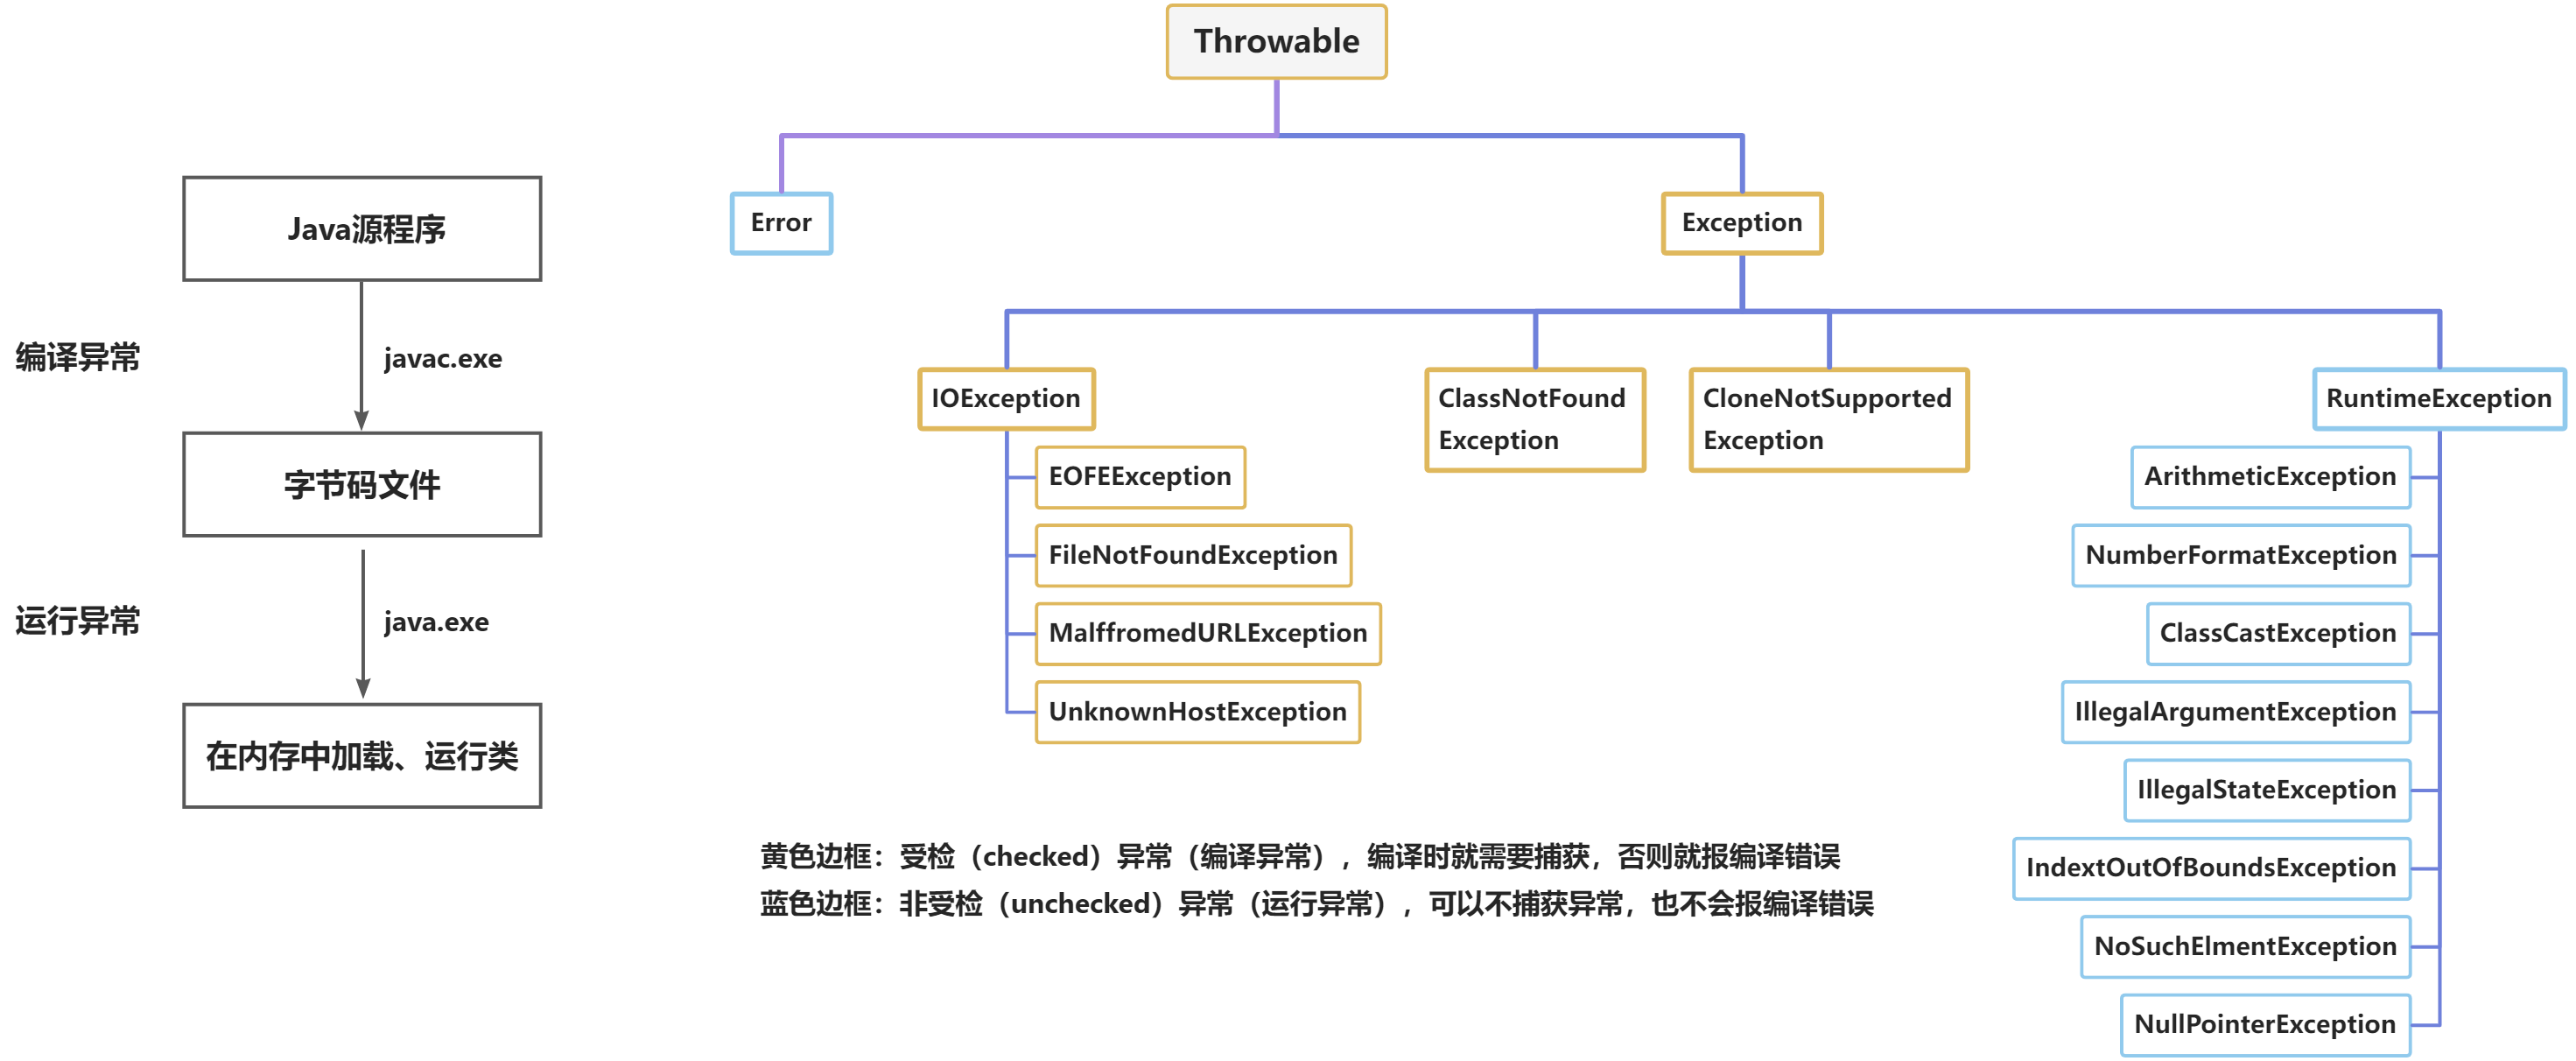 Throwable
Error
Exception
IOException
ClassNotFound
Exception
CloneNotSupported
Exception
RuntimeException
EOFEException
FileNotFoundException
MalffromedURLException
UnknownHostException
ArithmeticException
NumberFormatException
ClassCastException
IllegalArgumentException
IllegalStateException
IndextOutOfBoundsException
NoSuchElmentException
NullPointerException
Java源程序
编译异常
javac.exe
字节码文件
运行异常
java.exe
在内存中加载、运行类
黄色边框：受检（checked）异常（编译异常），编译时就需要捕获，否则就报编译错误
蓝色边框：非受检（unchecked）异常（运行异常），可以不捕获异常，也不会报编译错误